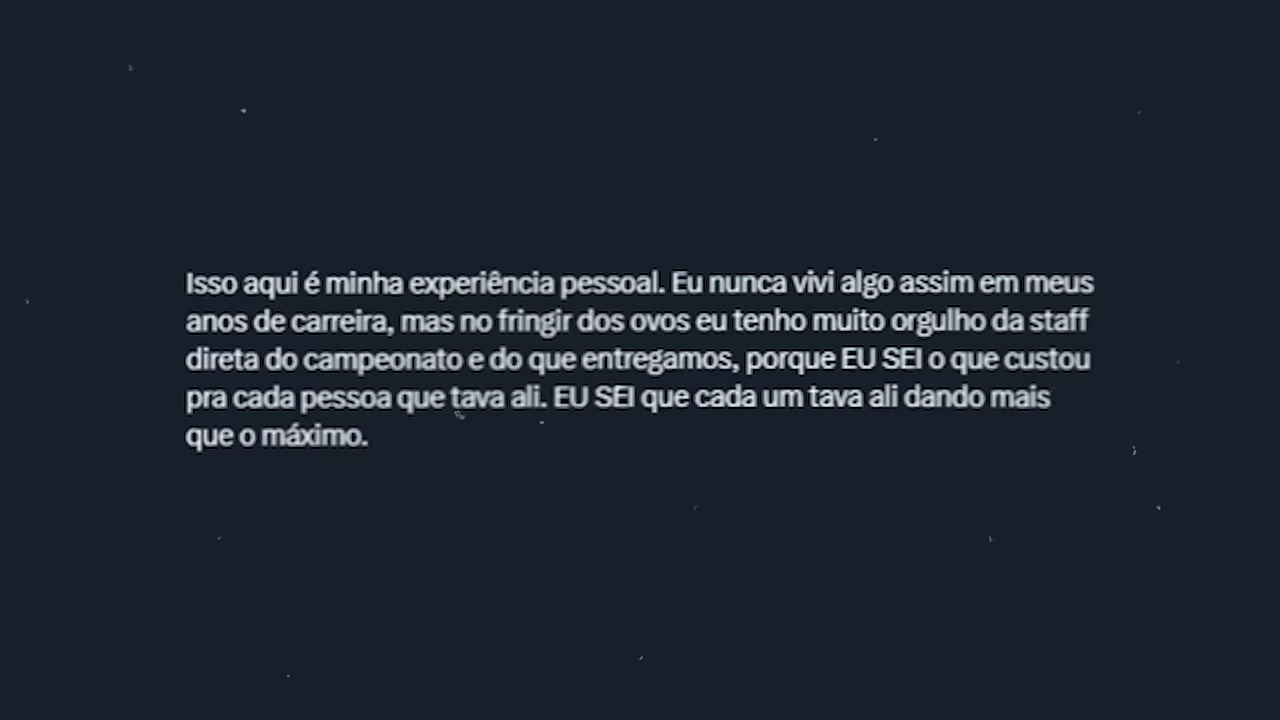 Isso aqui é minha experiência pessoal. Eu nunca vivi algo assim em meus
anos de carreira, mas no fringir dos ovos eu tenho muito orgulho da staff
direta do campeonato e do que entregamos, porque EU SEI o que custou
pra cada pessoa que tava ali. EU SEI que cada um tava ali dando mais
que o máximo.